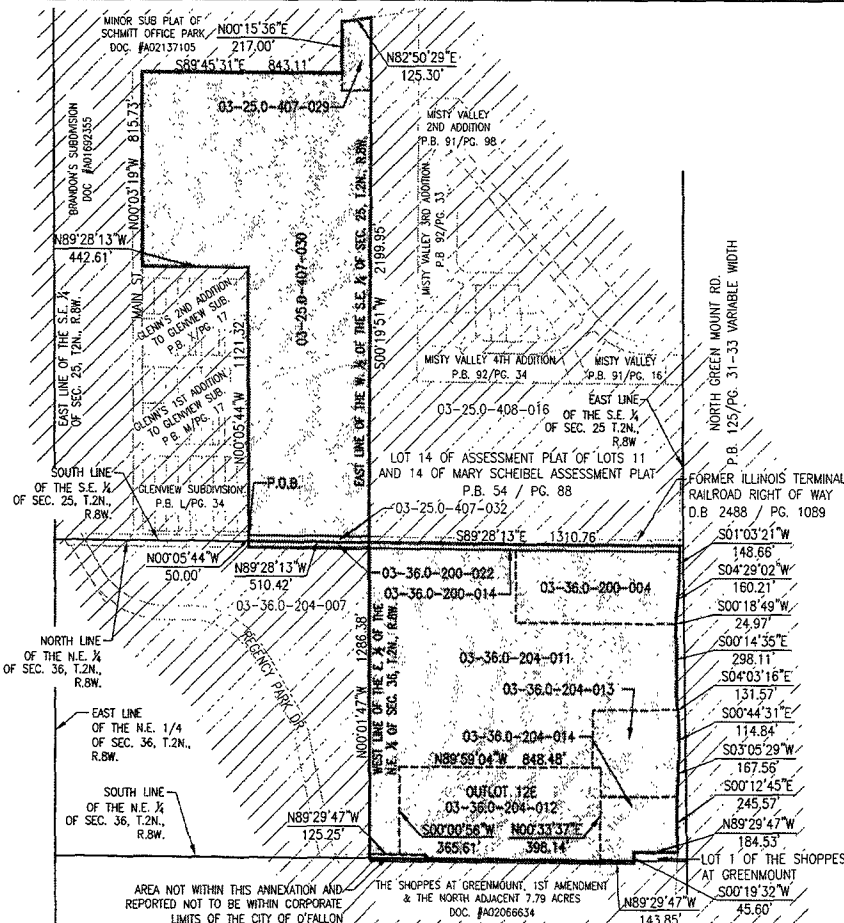 MINOR SUB PLAT OF
SCHMITT OFFICE PARK
DOC. #A02137105
N00°15'36"E
217.00'
N82°50'29"E
125.30'
S89°45'31"E 843.11'
03-25.0-407-029
BRANDON'S SUBDIVISION
DOC #A01692355
N00°03'19"W 815.73'
MISTY VALLEY
2ND ADDITION
P.B. 91/PG. 98
MISTY VALLEY 3RD ADDITION
P.B 92/PG. 33
N89°28'13"W
442.61'
MAIN ST.
EAST LINE OF THE S.E. ¼
OF SEC. 25, T2N., R.8W.
GLENN'S 2ND ADDITION
TO GLENVIEW SUB.
P.B. X/PG. 17
GLENN'S 1ST ADDITION
TO GLENVIEW SUB.
P.B. M/PG. 17
N00°05'44"W 1121.32'
03-25.0-407-030
EAST LINE OF THE W. ½ OF THE S.E. ¼ OF SEC. 25, T.2N., R.8W.
S00°19'51"W 2199.95'
NORTH GREEN MOUNT RD.
P.B. 125/PG. 31-33 VARIABLE WIDTH
MISTY VALLEY 4TH ADDITION
P.B. 92/PG. 34
MISTY VALLEY
P.B. 91/PG. 16
EAST LINE
OF THE S.E. ¼
OF SEC. 25 T.2N.,
R.8W
03-25.0-408-016
LOT 14 OF ASSESSMENT PLAT OF LOTS 11
AND 14 OF MARY SCHEIBEL ASSESSMENT PLAT
P.B. 54 / PG. 88
SOUTH LINE
OF THE S.E. ¼
OF SEC. 25, T.2N.,
R.8W.
GLENVIEW SUBDIVISION
P.B. L/PG. 34
P.O.B.
03-25.0-407-032
FORMER ILLINOIS TERMINAL
RAILROAD RIGHT OF WAY
D.B 2488 / PG. 1089
S89°28'13"E 1310.76'
N00°05'44"W
50.00'
N89°28'13"W
510.42'
03-36.0-200-022
03-36.0-200-014
03-36.0-200-004
03-36.0-204-007
S01°03'21"W
148.66'
S04°29'02"W
160.21'
S00°18'49"W
24.97'
S00°14'35"E
298.11'
S04°03'16"E
131.57'
S00°44'31"E
114.84'
S03°05'29"W
167.56'
S00°12'45"E
245.57'
N89°29'47"W
184.53'
NORTH LINE
OF THE N.E. ¼
OF SEC. 36, T.2N.,
R.8W.
REGENCY PARK DR
N00°01'47"W 1286.38'
WEST LINE OF THE E. ½ OF THE
N.E. ¼ OF SEC. 36, T.2N., R.8W.
03-36.0-204-011
03-36.0-204-013
03-36.0-204-014
N89°59'04"W 848.48'
EAST LINE
OF THE N.E. 1/4
OF SEC. 36, T.2N.,
R.8W.
OUTLOT 12E
03-36.0-204-012
S00°00'56"W
365.61'
N00°33'37"E
398.14'
SOUTH LINE
OF THE N.E. ¼
OF SEC. 36, T.2N.,
R.8W.
N89°29'47"W
125.25'
LOT 1 OF THE SHOPPES
AT GREENMOUNT
S00°19'32"W
45.60'
AREA NOT WITHIN THIS ANNEXATION AND
REPORTED NOT TO BE WITHIN CORPORATE
LIMITS OF THE CITY OF O'FALLON
THE SHOPPES AT GREENMOUNT, 1ST AMENDMENT
& THE NORTH ADJACENT 7.79 ACRES
DOC. #A02066634
N89°29'47"W
143.85'